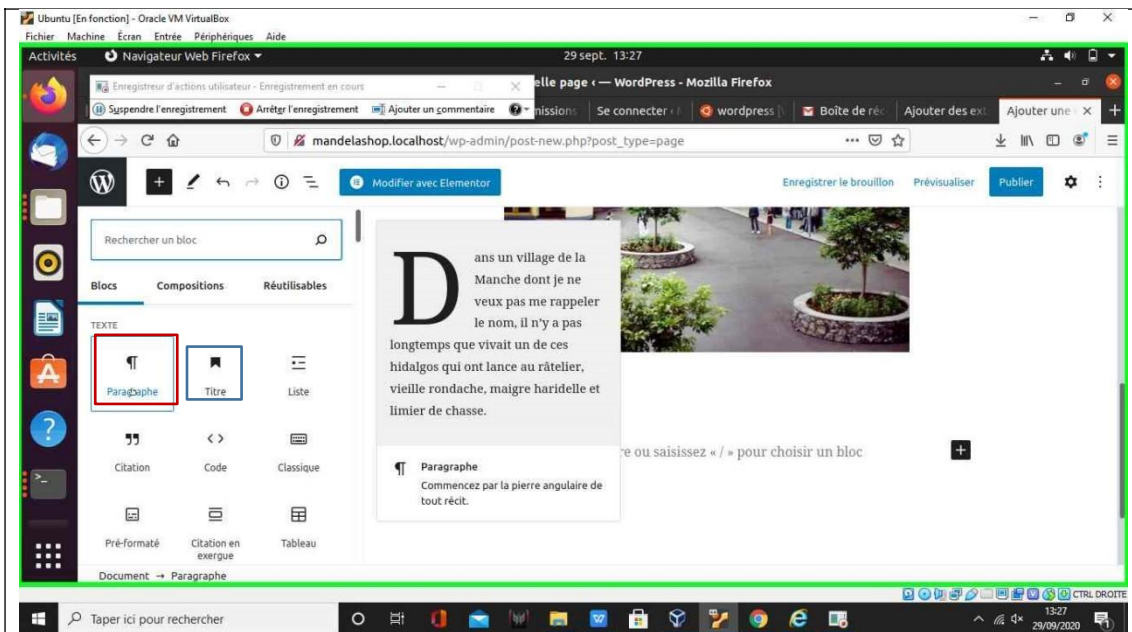 Ubuntu [En fonction] - Oracle VM VirtualBox
Fichier Machine Écran Entrée Périphériques Aide
Activités Navigateur Web Firefox 29 sept. 13:27
Enregistreur d'actions utilisateur - Enregistrement en cours
elle page ‹ — WordPress - Mozilla Firefox
Suspendre l'enregistrement Arrêter l'enregistrement Ajouter un commentaire
missions Se connecter ‹ wordpress Boîte de réc Ajouter des ext Ajouter une
mandelashop.localhost/wp-admin/post-new.php?post_type=page
Modifier avec Elementor Enregistrer le brouillon Prévisualiser Publier
Rechercher un bloc
Blocs Compositions Réutilisables
TEXTE
Paragraphe Titre Liste
Citation Code Classique
Pré-formaté Citation en exergue Tableau
Dans un village de la
Manche dont je ne
veux pas me rappeler
le nom, il n'y a pas
longtemps que vivait un de ces
hidalgos qui ont lance au râtelier,
vieille rondache, maigre haridelle et
limier de chasse.
Paragraphe
Commencez par la pierre angulaire de
tout récit.
re ou saisissez « / » pour choisir un bloc
Document → Paragraphe
CTRL DROITE
Taper ici pour rechercher
13:27
29/09/2020